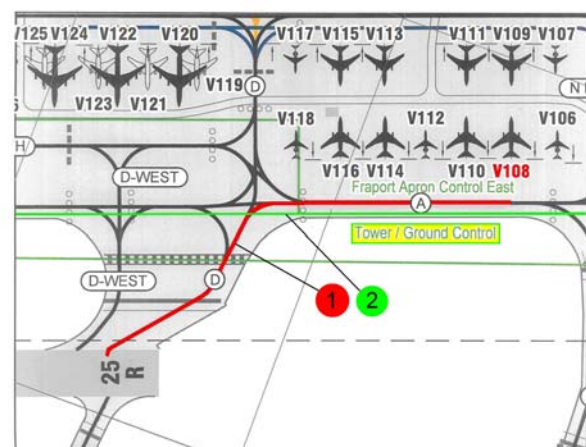 V125 V124 V122 V120 V117 V115 V113 V111 V109 V107
V119 D
V123 V121
V118 V112 V106
H
D-WEST
V116 V114 V110 V108
Fraport Apron Control East
A
Tower / Ground Control
D-WEST
D
1 2
25
R